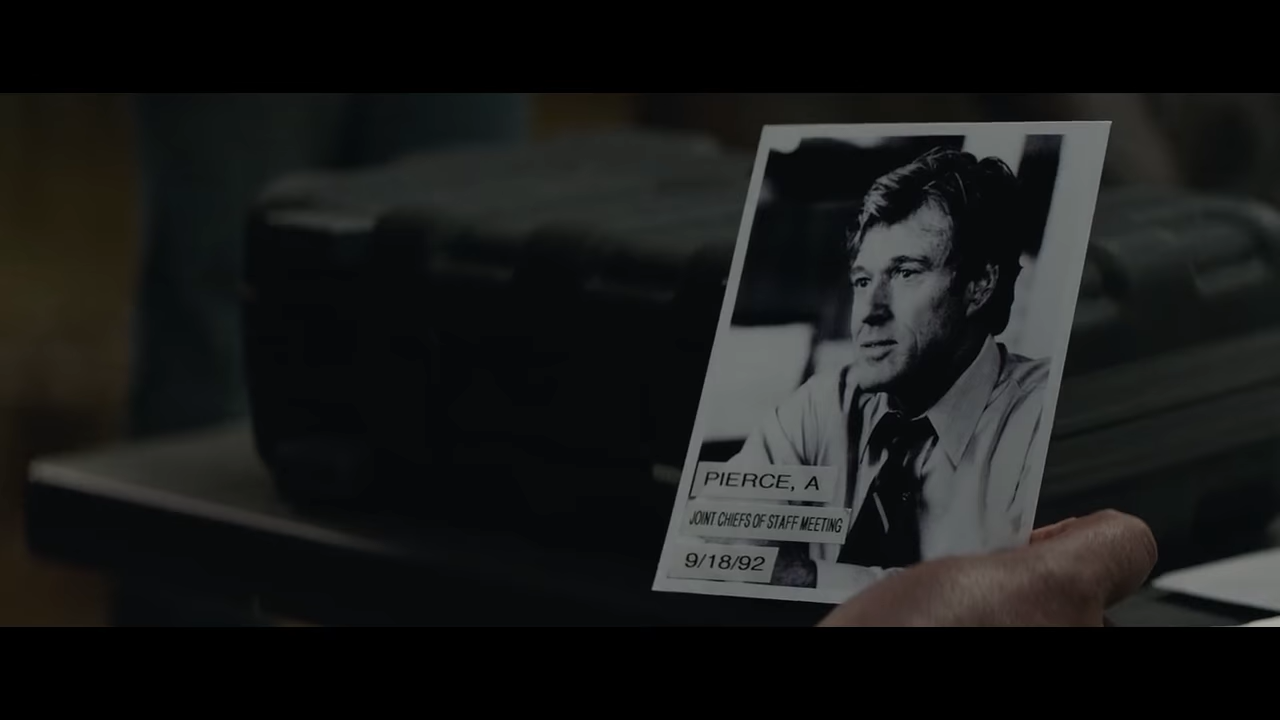 PIERCE, A
JOINT CHIEFS OF STAFF MEETING
9/18/92